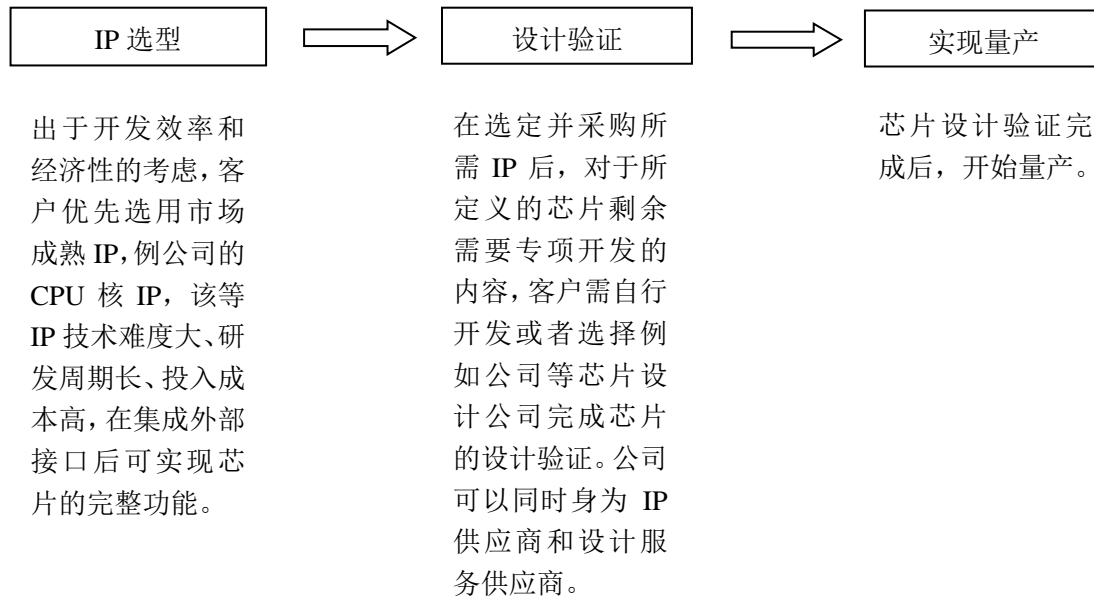 IP 选型
设计验证
实现量产
出于开发效率和
经济性的考虑，客
户优先选用市场
成熟 IP，例公司的
CPU 核 IP，该等
IP 技术难度大、研
发周期长、投入成
本高，在集成外部
接口后可实现芯
片的完整功能。
在选定并采购所
需 IP 后，对于所
定义的芯片剩余
需要专项开发的
内容，客户需自行
开发或者选择例
如公司等芯片设
计公司完成芯片
的设计验证。公司
可以同时身为 IP
供应商和设计服
务供应商。
芯片设计验证完
成后，开始量产。